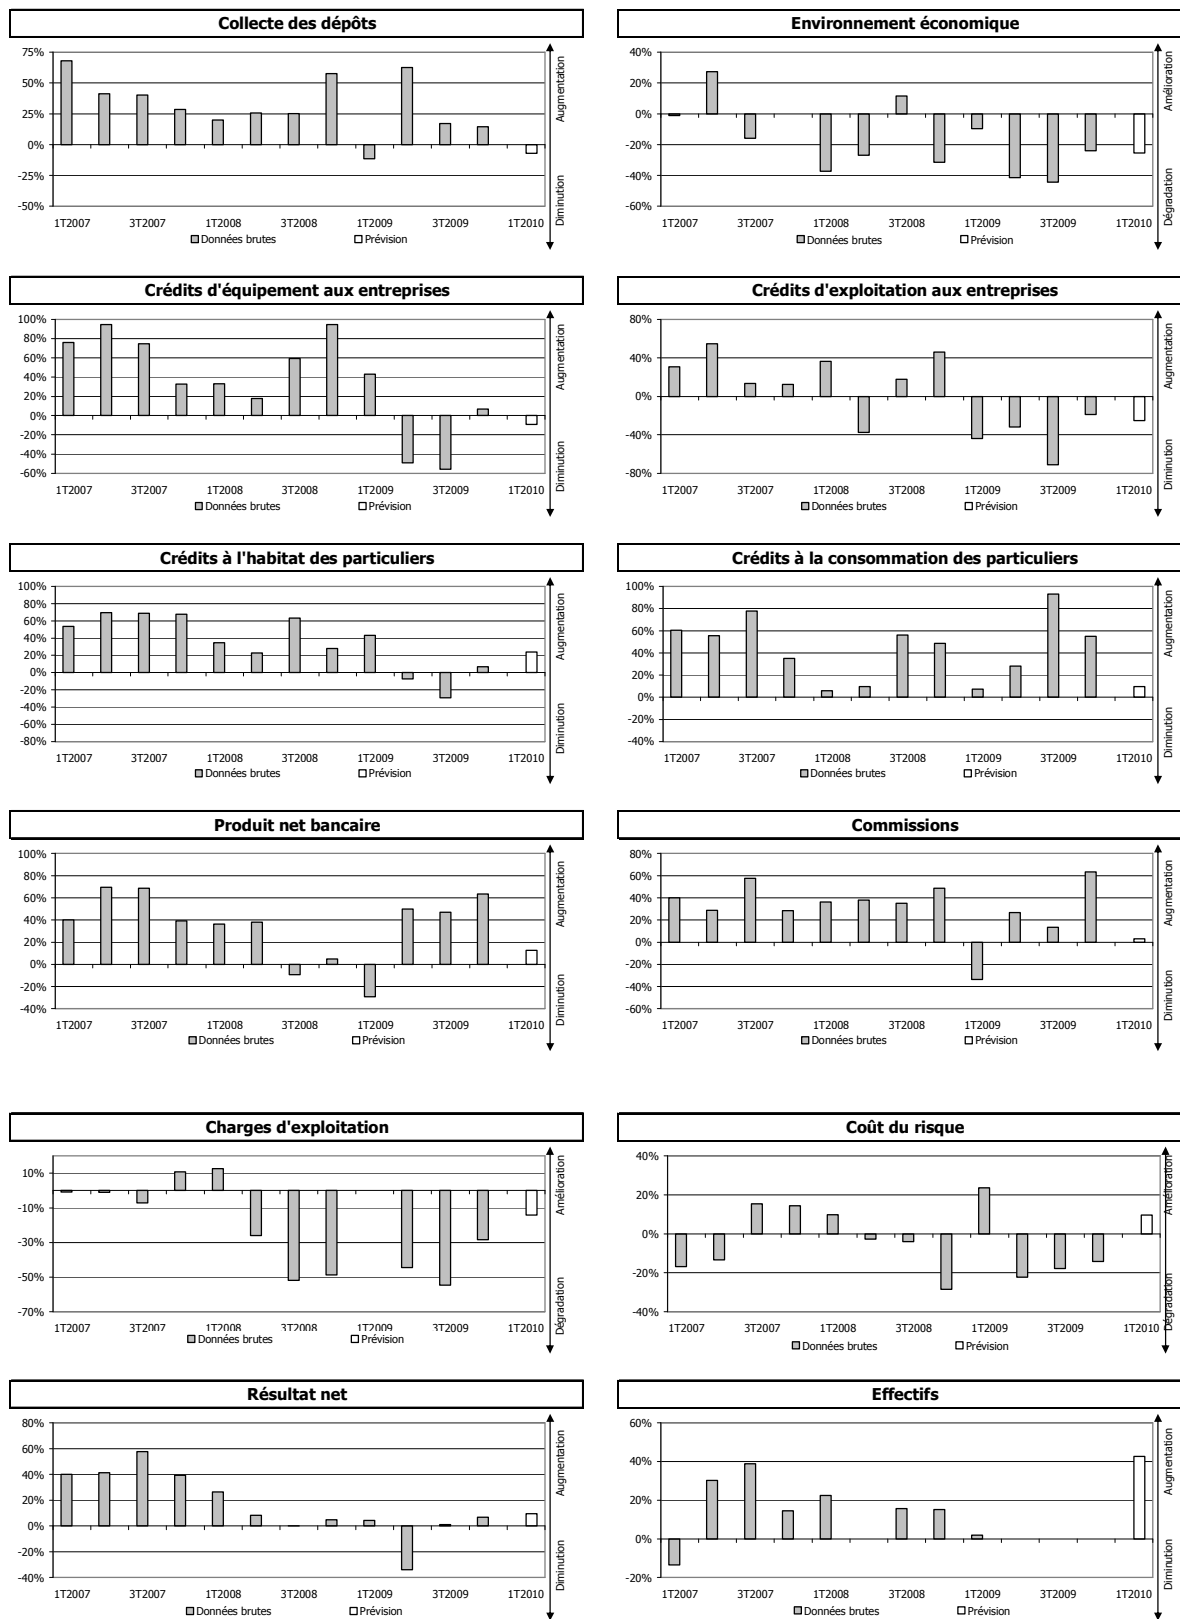 Collecte des dépôts
75%
50%
25%
0%
-25%
-50%
1T2007 3T2007 1T2008 3T2008 1T2009 3T2009 1T2010
Données brutes Prévision
Augmentation
Diminution
Environnement économique
40%
20%
0%
-20%
-40%
-60%
1T2007 3T2007 1T2008 3T2008 1T2009 3T2009 1T2010
Données brutes Prévision
Amélioration
Dégradation
Crédits d'équipement aux entreprises
100%
80%
60%
40%
20%
0%
-20%
-40%
-60%
1T2007 3T2007 1T2008 3T2008 1T2009 3T2009 1T2010
Données brutes Prévision
Augmentation
Diminution
Crédits d'exploitation aux entreprises
80%
40%
0%
-40%
-80%
1T2007 3T2007 1T2008 3T2008 1T2009 3T2009 1T2010
Données brutes Prévision
Augmentation
Diminution
Crédits à l'habitat des particuliers
100%
80%
60%
40%
20%
0%
-20%
-40%
-60%
-80%
1T2007 3T2007 1T2008 3T2008 1T2009 3T2009 1T2010
Données brutes Prévision
Augmentation
Diminution
Crédits à la consommation des particuliers
100%
80%
60%
40%
20%
0%
-20%
-40%
1T2007 3T2007 1T2008 3T2008 1T2009 3T2009 1T2010
Données brutes Prévision
Augmentation
Diminution
Produit net bancaire
100%
80%
60%
40%
20%
0%
-20%
-40%
1T2007 3T2007 1T2008 3T2008 1T2009 3T2009 1T2010
Données brutes Prévision
Augmentation
Diminution
Commissions
80%
60%
40%
20%
0%
-20%
-40%
-60%
1T2007 3T2007 1T2008 3T2008 1T2009 3T2009 1T2010
Données brutes Prévision
Augmentation
Diminution
Charges d'exploitation
10%
-10%
-30%
-50%
-70%
1T2007 3T2007 1T2008 3T2008 1T2009 3T2009 1T2010
Données brutes Prévision
Amélioration
Dégradation
Coût du risque
40%
20%
0%
-20%
-40%
1T2007 3T2007 1T2008 3T2008 1T2009 3T2009 1T2010
Données brutes Prévision
Amélioration
Dégradation
Résultat net
80%
60%
40%
20%
0%
-20%
-40%
1T2007 3T2007 1T2008 3T2008 1T2009 3T2009 1T2010
Données brutes Prévision
Augmentation
Diminution
Effectifs
60%
40%
20%
0%
-20%
1T2007 3T2007 1T2008 3T2008 1T2009 3T2009 1T2010
Données brutes Prévision
Augmentation
Diminution